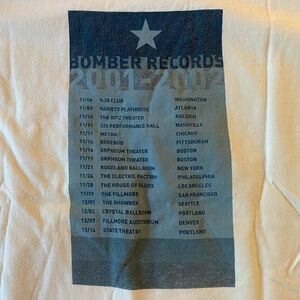 BOMBER RECORDS
2001-2002
11/06 9:30 CLUB WASHINGTON
11/09 VARIETY PLAYHOUSE ATLANTA
11/10 THE RITZ THEATER RALEIGH
11/11 328 PERFORMANCE HALL NASHVILLE
11/13 METRO CHICAGO
11/14 ROSEBUD PITTSBURGH
11/16 ORPHEUM THEATER BOSTON
11/17 ORPHEUM THEATER BOSTON
11/21 ROSELAND BALLROOM NEW YORK
11/24 THE ELECTRIC FACTORY PHILADELPHIA
11/28 THE HOUSE OF BLUES LOS ANGELES
11/29 THE FILLMORE SAN FRANCISCO
12/01 THE SHOWBOX SEATTLE
12/02 CRYSTAL BALLROOM PORTLAND
12/07 FILLMORE AUDITORIUM DENVER
12/14 STATE THEATRE PORTLAND